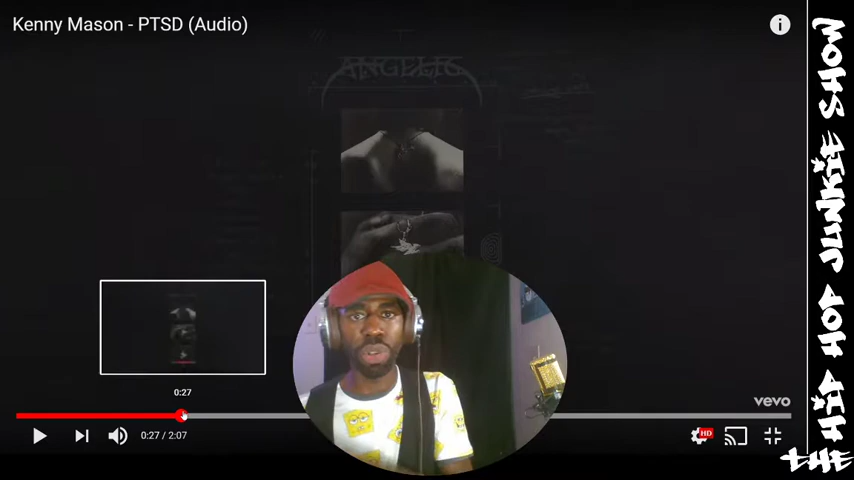 Kenny Mason - PTSD (Audio)
ANGELIC
0:27
vevo
0:27 / 2:07
HD
THE HIP HOP JUNKIE SHOW